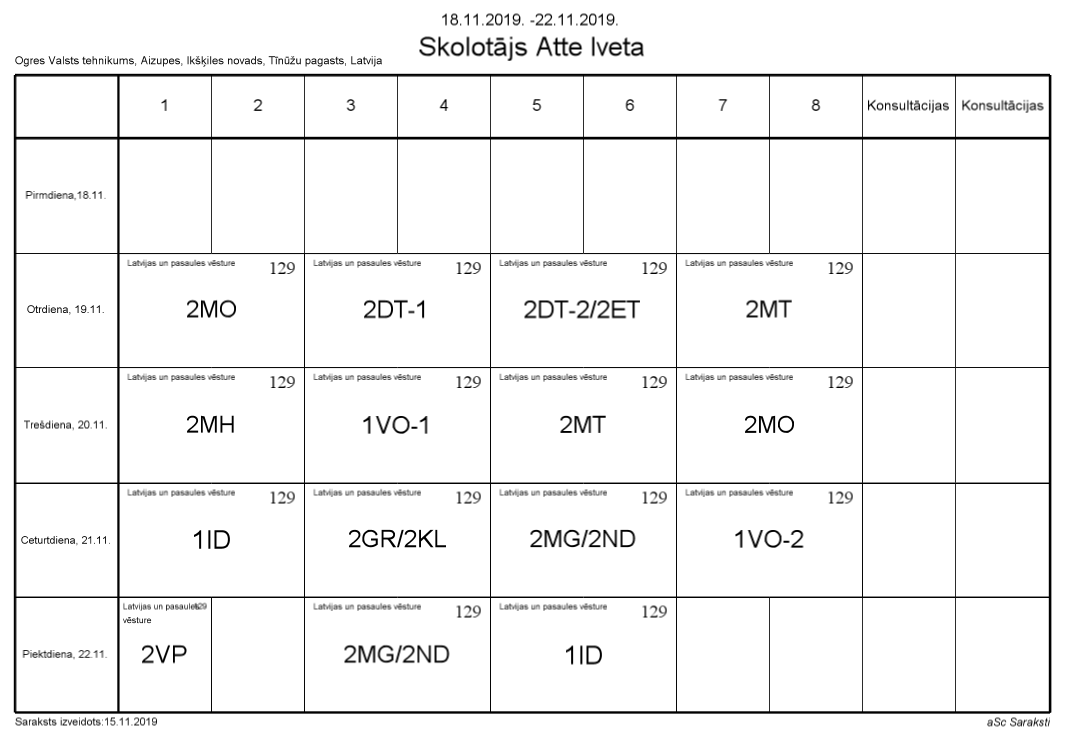 18.11.2019. -22.11.2019.
Skolotājs Atte Iveta
Ogres Valsts tehnikums, Aizupes, Ikšķiles novads, Tīnūžu pagasts, Latvija
1 2 3 4 5 6 7 8 Konsultācijas Konsultācijas
Pirmdiena,18.11.
Latvijas un pasaules vēsture 129 Latvijas un pasaules vēsture 129 Latvijas un pasaules vēsture 129 Latvijas un pasaules vēsture 129
Otrdiena, 19.11. 2MO 2DT-1 2DT-2/2ET 2MT
Latvijas un pasaules vēsture 129 Latvijas un pasaules vēsture 129 Latvijas un pasaules vēsture 129 Latvijas un pasaules vēsture 129
Trešdiena, 20.11. 2MH 1VO-1 2MT 2MO
Latvijas un pasaules vēsture 129 Latvijas un pasaules vēsture 129 Latvijas un pasaules vēsture 129 Latvijas un pasaules vēsture 129
Ceturtdiena, 21.11. 1ID 2GR/2KL 2MG/2ND 1VO-2
Latvijas un pasaules 129 Latvijas un pasaules vēsture 129 Latvijas un pasaules vēsture 129
vēsture
Piektdiena, 22.11. 2VP 2MG/2ND 1ID
Saraksts izveidots:15.11.2019 aSc Saraksti